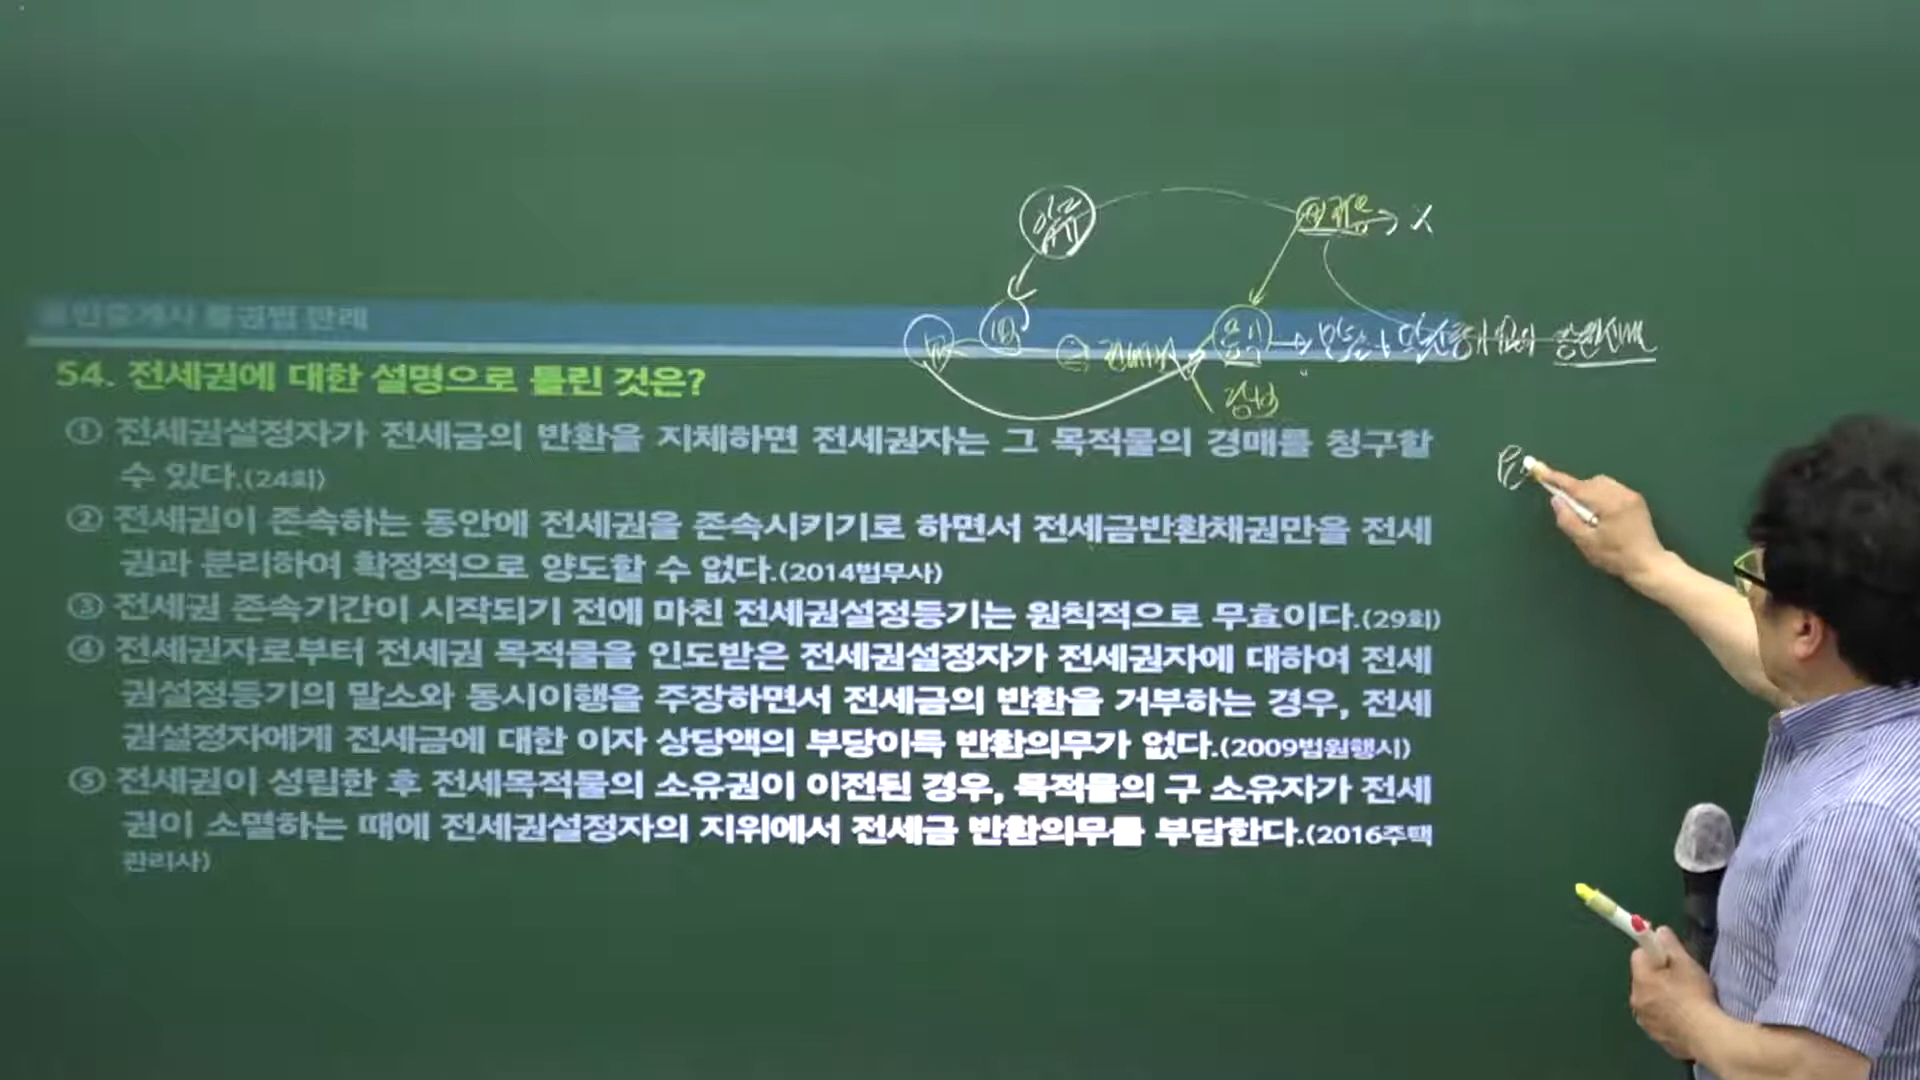 공인중개사 물권법 판례
54. 전세권에 대한 설명으로 틀린 것은?
① 전세권설정자가 전세금의 반환을 지체하면 전세권자는 그 목적물의 경매를 청구할
수 있다.(24회)
② 전세권이 존속하는 동안에 전세권을 존속시키기로 하면서 전세금반환채권만을 전세
권과 분리하여 확정적으로 양도할 수 없다.(2014법무사)
③ 전세권 존속기간이 시작되기 전에 마친 전세권설정등기는 원칙적으로 무효이다.(29회)
④ 전세권자로부터 전세권 목적물을 인도받은 전세권설정자가 전세권자에 대하여 전세
권설정등기의 말소와 동시이행을 주장하면서 전세금의 반환을 거부하는 경우, 전세
권설정자에게 전세금에 대한 이자 상당액의 부당이득 반환의무가 없다.(2009법원행시)
⑤ 전세권이 성립한 후 전세목적물의 소유권이 이전된 경우, 목적물의 구 소유자가 전세
권이 소멸하는 때에 전세권설정자의 지위에서 전세금 반환의무를 부담한다.(2016주택
관리사)